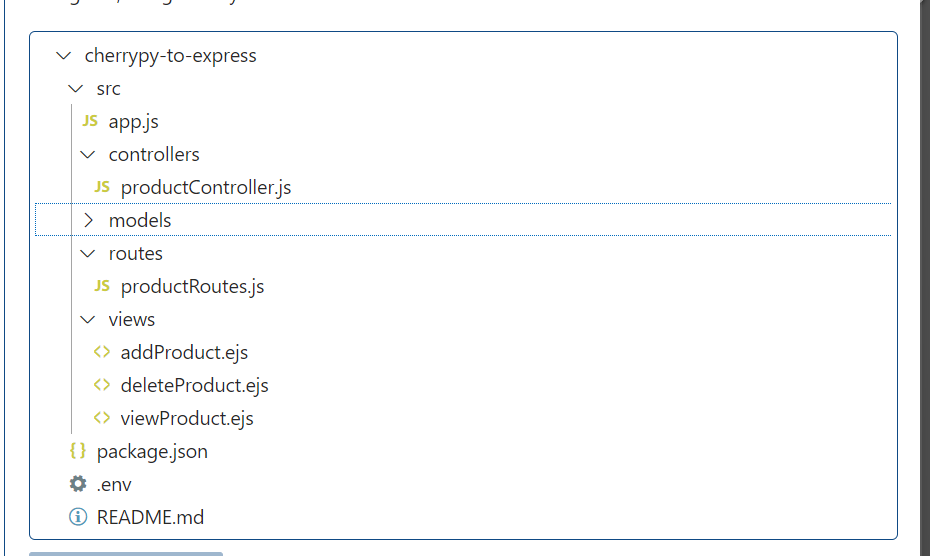 cherrypy-to-express
src
JS app.js
controllers
JS productController.js
models
routes
JS productRoutes.js
views
<> addProduct.ejs
<> deleteProduct.ejs
<> viewProduct.ejs
{} package.json
.env
README.md